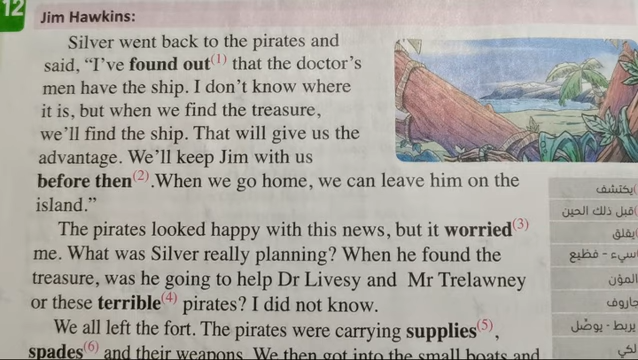 12
Jim Hawkins:
Silver went back to the pirates and
said, “I’ve found out(1) that the doctor’s
men have the ship. I don’t know where
it is, but when we find the treasure,
we’ll find the ship. That will give us the
advantage. We’ll keep Jim with us
before then(2).When we go home, we can leave him on the
island.”
The pirates looked happy with this news, but it worried(3)
me. What was Silver really planning? When he found the
treasure, was he going to help Dr Livesy and Mr Trelawney
or these terrible(4) pirates? I did not know.
We all left the fort. The pirates were carrying supplies(5),
spades(6) and their weapons. We then got into the small boats and
يكتشف
قبل ذلك الحين
يقلق
سيء - فظيع
المؤن
جاروف
يربط - يوصل
لكي